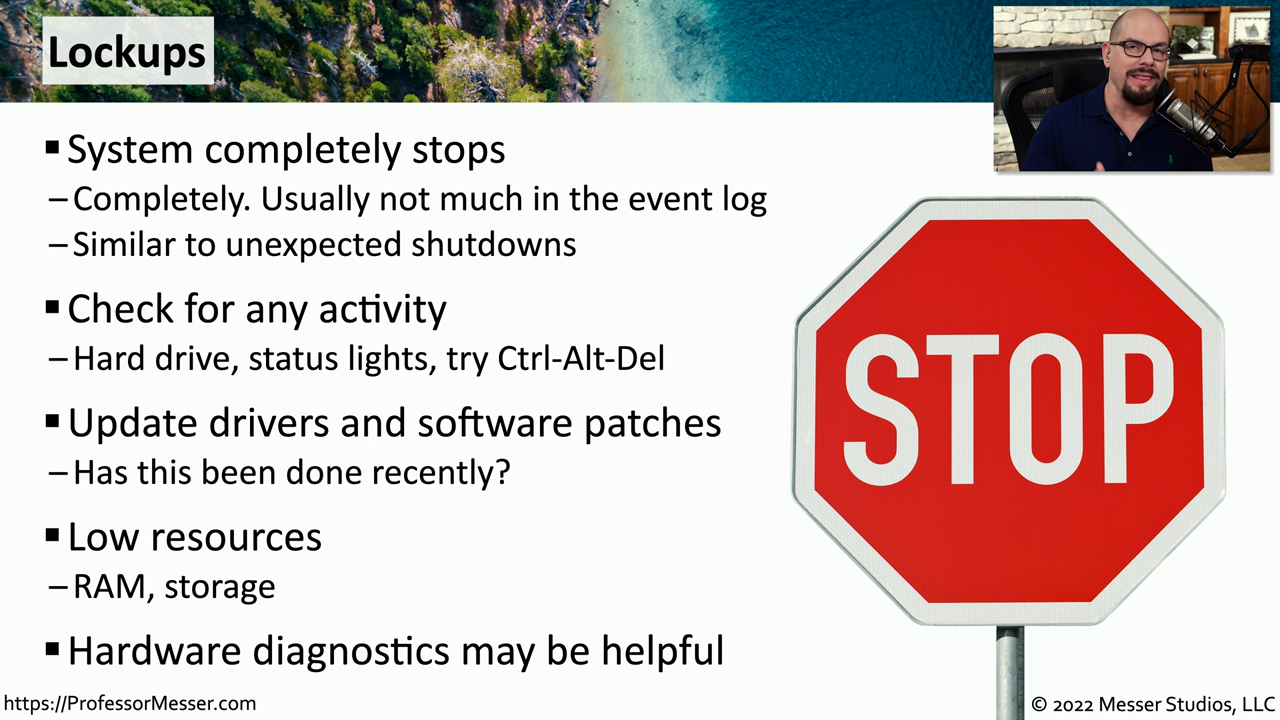 Lockups
▪ System completely stops
– Completely. Usually not much in the event log
– Similar to unexpected shutdowns
▪ Check for any activity
– Hard drive, status lights, try Ctrl-Alt-Del
▪ Update drivers and software patches
– Has this been done recently?
▪ Low resources
– RAM, storage
▪ Hardware diagnostics may be helpful
STOP
https://ProfessorMesser.com
© 2022 Messer Studios, LLC